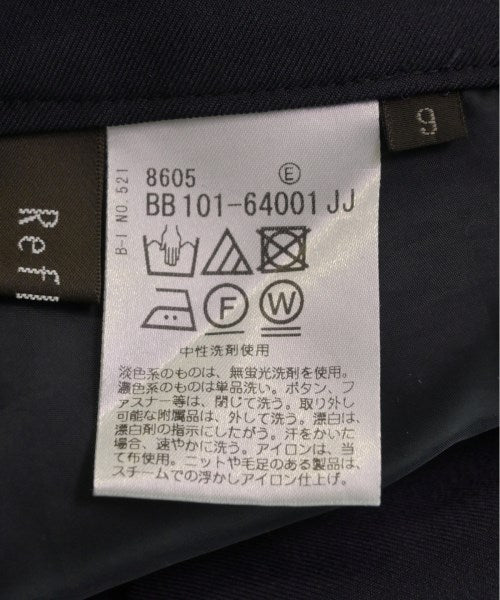 9
Refl
B-I NO.521
8605 E
BB 101-64001 JJ
F W
中性洗剤使用
淡色系のものは、無蛍光洗剤を使用。
濃色系のものは単品洗い。ボタン、フ
ァスナー等は、閉じて洗う。取り外し
可能な附属品は、外して洗う。漂白は、
漂白剤の指示にしたがう。汗をかいた
場合、速やかに洗う。アイロンは、当
て布使用。ニットや毛足のある製品は、
スチームでの浮かしアイロン仕上げ。